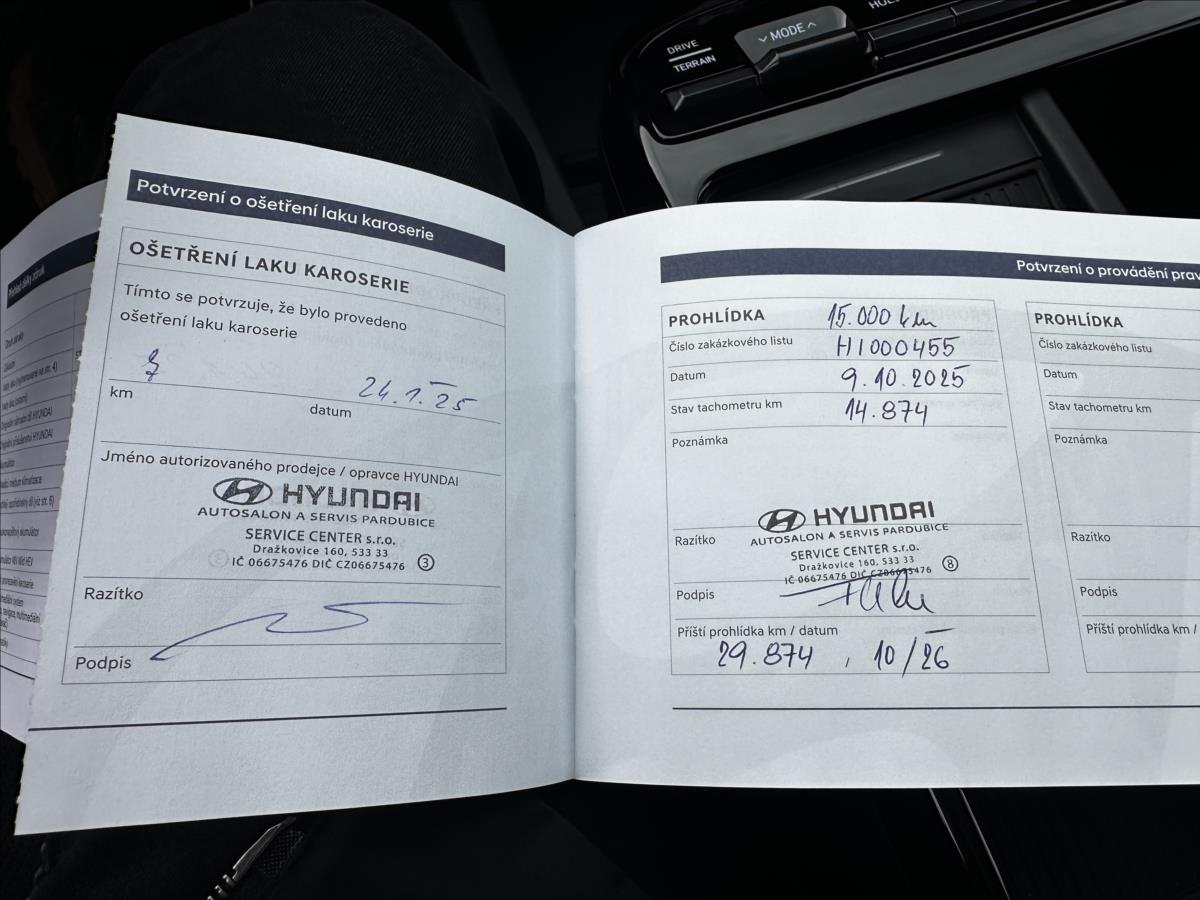 DRIVE
TERRAIN
MODE
Potvrzení o ošetření laku karoserie
OŠETŘENÍ LAKU KAROSERIE
Tímto se potvrzuje, že bylo provedeno
ošetření laku karoserie
24.1.25
km
datum
Jméno autorizovaného prodejce / opravce HYUNDAI
HYUNDAI
AUTOSALON A SERVIS PARDUBICE
SERVICE CENTER s.r.o.
Dražkovice 160, 533 33
IČ 06675476 DIČ CZ06675476 3
Razítko
Podpis
Potvrzení o provádění prav
PROHLÍDKA 15.000 km
Číslo zakázkového listu H1000455
Datum 9.10.2025
Stav tachometru km 14.874
Poznámka
HYUNDAI
AUTOSALON A SERVIS PARDUBICE
Razítko
SERVICE CENTER s.r.o.
Dražkovice 160, 533 33
IČ 06675476 DIČ CZ06675476 8
Podpis
Příští prohlídka km / datum
29.874 , 10/26
PROHLÍDKA
Číslo zakázkového listu
Datum
Stav tachometru km
Poznámka
Razítko
Podpis
Příští prohlídka km /